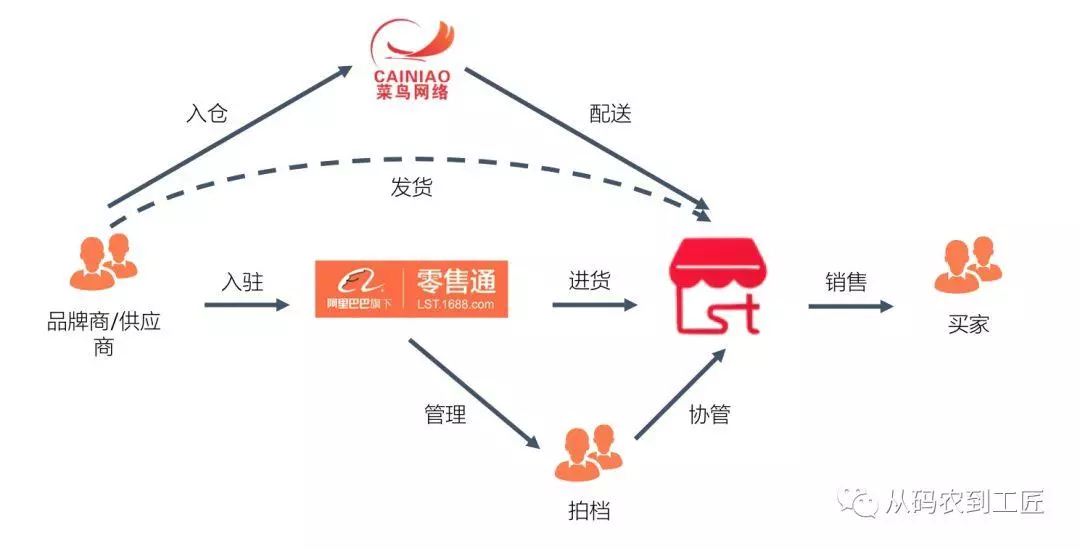 CAINIAO
菜鸟网络
入仓
配送
发货
品牌商/供应
商
入驻
阿里巴巴旗下
零售通
LST.1688.com
进货
Lst
销售
买家
管理
协管
拍档
从码农到工匠